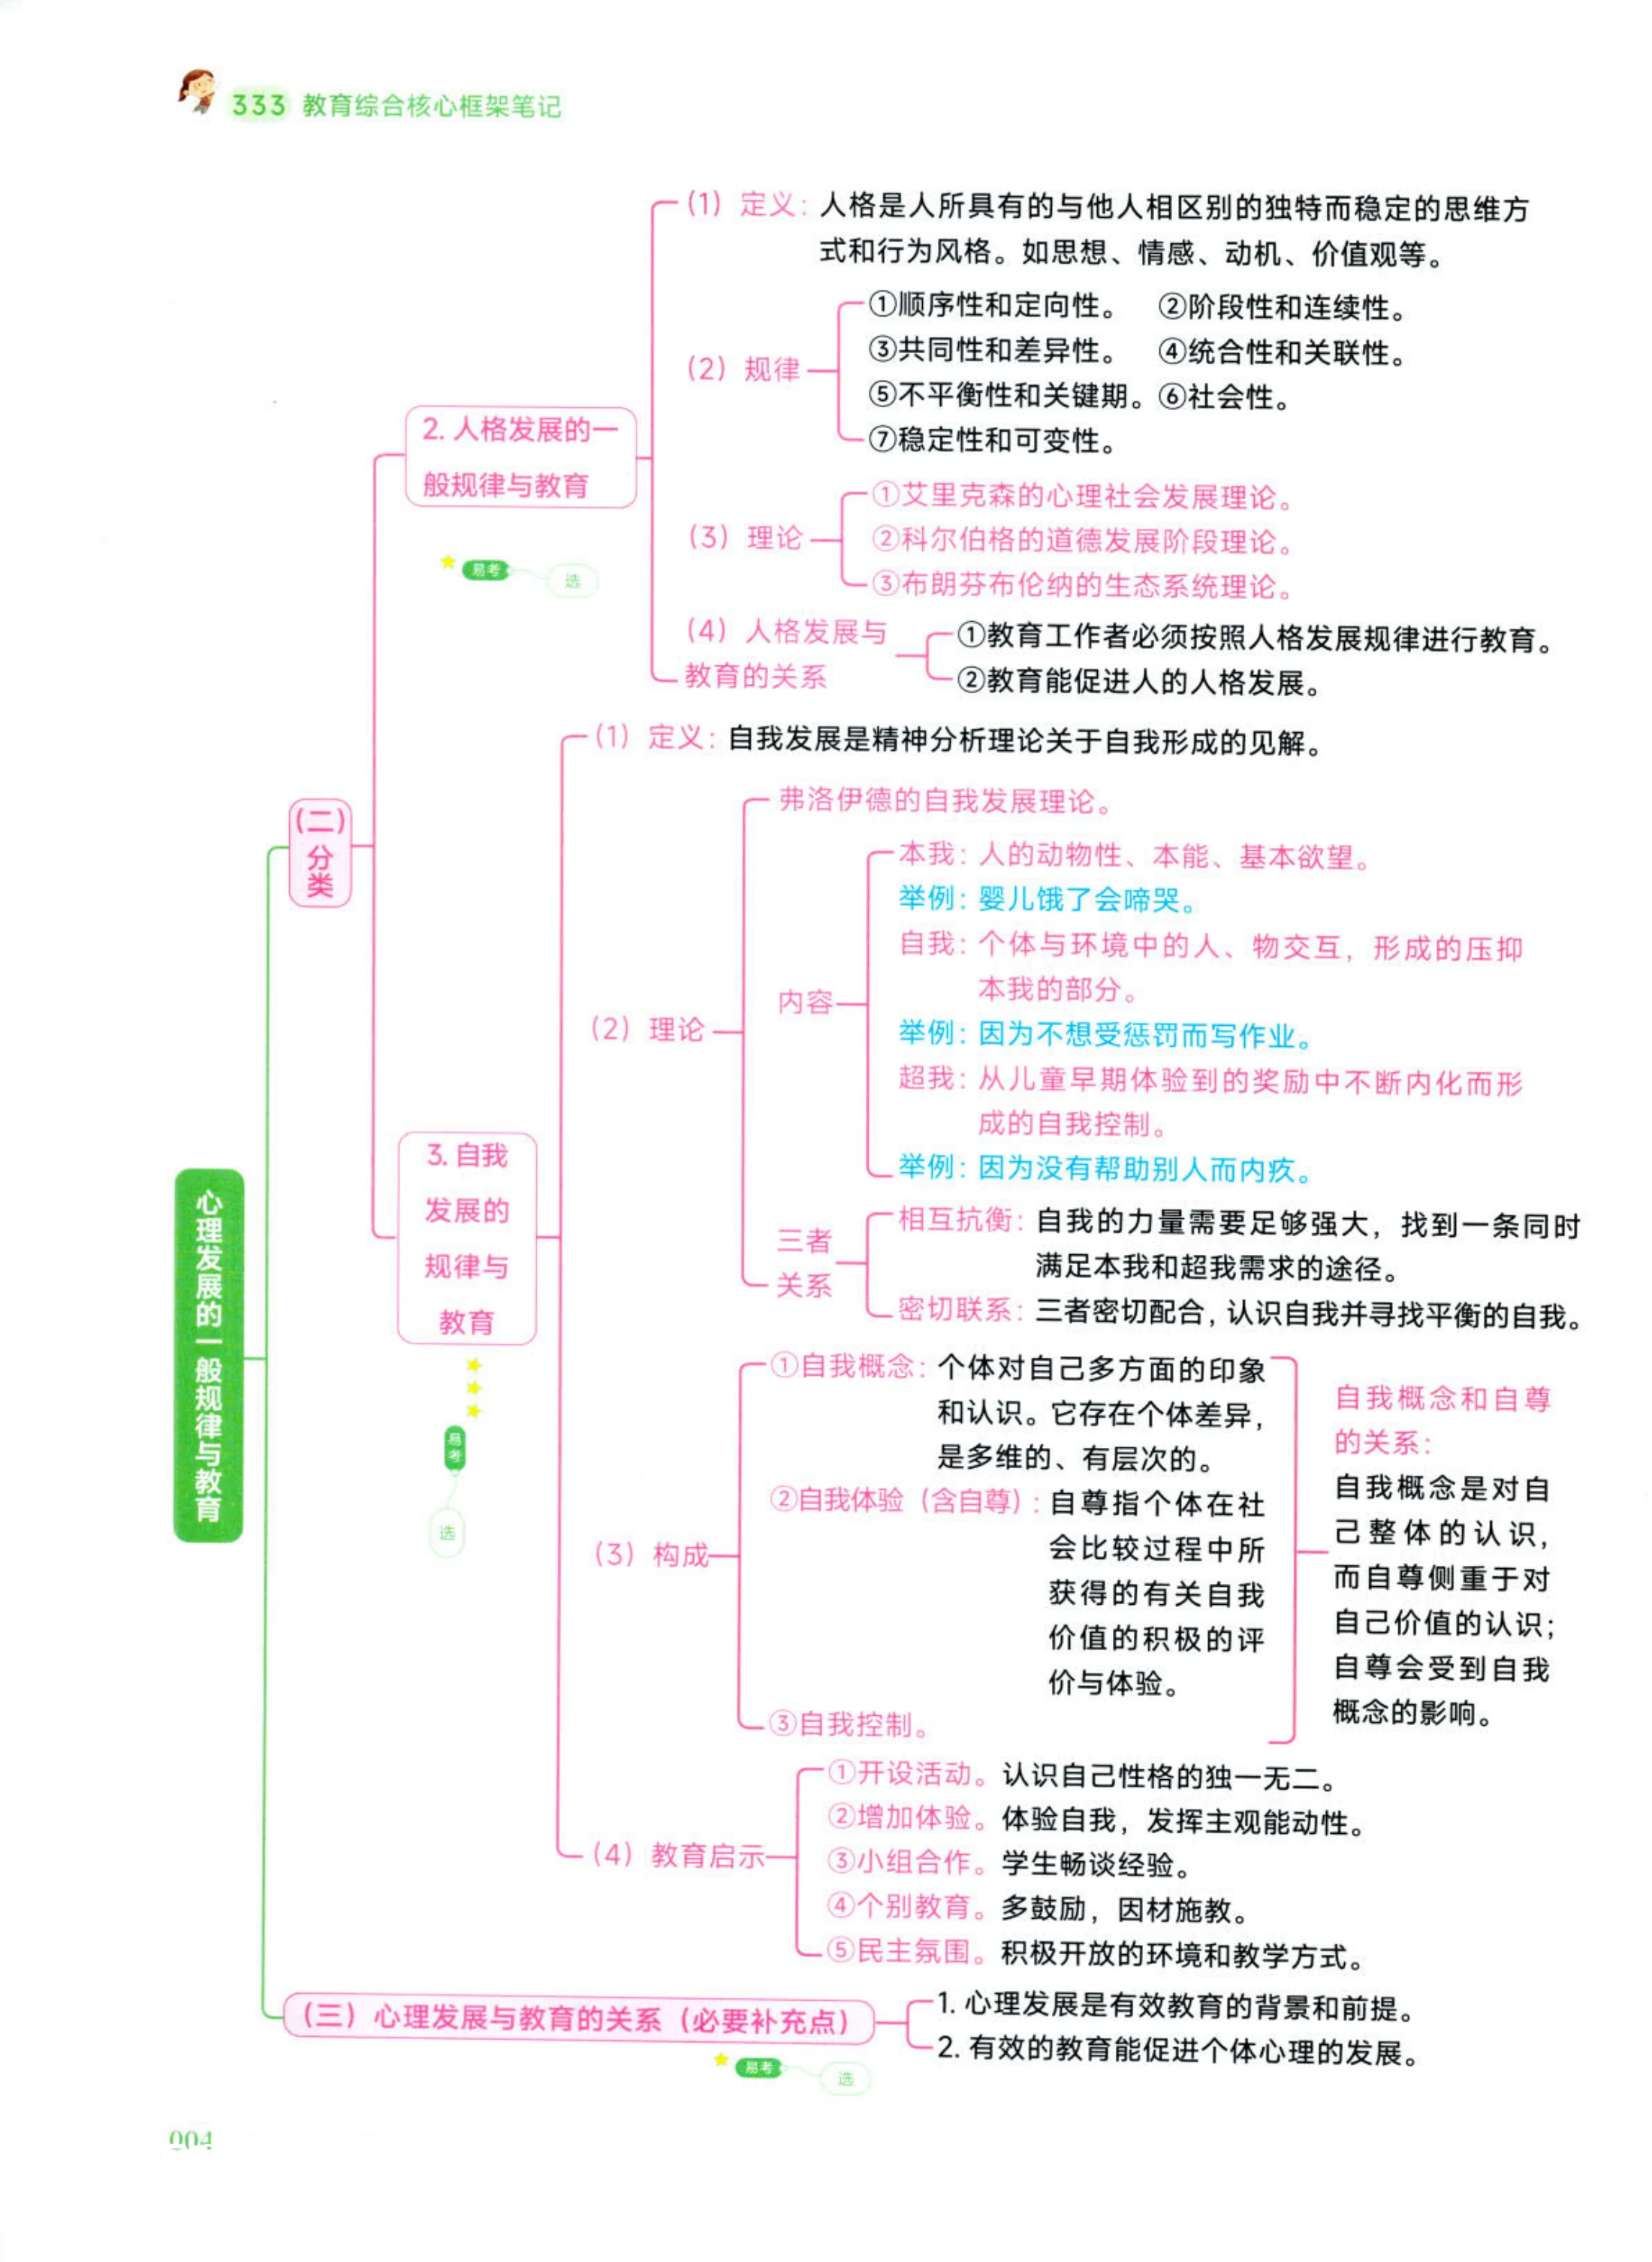 333 教育综合核心框架笔记
心理发展的一般规律与教育
(二)分类
2. 人格发展的一
般规律与教育
易考
选
(1) 定义：人格是人所具有的与他人相区别的独特而稳定的思维方
式和行为风格。如思想、情感、动机、价值观等。
(2) 规律
①顺序性和定向性。 ②阶段性和连续性。
③共同性和差异性。 ④统合性和关联性。
⑤不平衡性和关键期。⑥社会性。
⑦稳定性和可变性。
(3) 理论
①艾里克森的心理社会发展理论。
②科尔伯格的道德发展阶段理论。
③布朗芬布伦纳的生态系统理论。
(4) 人格发展与
教育的关系
①教育工作者必须按照人格发展规律进行教育。
②教育能促进人的人格发展。
3. 自我
发展的
规律与
教育
易考
选
(1) 定义：自我发展是精神分析理论关于自我形成的见解。
(2) 理论
弗洛伊德的自我发展理论。
内容
本我：人的动物性、本能、基本欲望。
举例：婴儿饿了会啼哭。
自我：个体与环境中的人、物交互，形成的压抑
本我的部分。
举例：因为不想受惩罚而写作业。
超我：从儿童早期体验到的奖励中不断内化而形
成的自我控制。
举例：因为没有帮助别人而内疚。
三者
关系
相互抗衡：自我的力量需要足够强大，找到一条同时
满足本我和超我需求的途径。
密切联系：三者密切配合，认识自我并寻找平衡的自我。
(3) 构成
①自我概念：个体对自己多方面的印象
和认识。它存在个体差异，
是多维的、有层次的。
②自我体验（含自尊）：自尊指个体在社
会比较过程中所
获得的有关自我
价值的积极的评
价与体验。
③自我控制。
自我概念和自尊
的关系：
自我概念是对自
己整体的认识，
而自尊侧重于对
自己价值的认识；
自尊会受到自我
概念的影响。
(4) 教育启示
①开设活动。认识自己性格的独一无二。
②增加体验。体验自我，发挥主观能动性。
③小组合作。学生畅谈经验。
④个别教育。多鼓励，因材施教。
⑤民主氛围。积极开放的环境和教学方式。
(三) 心理发展与教育的关系（必要补充点）
易考
选
1. 心理发展是有效教育的背景和前提。
2. 有效的教育能促进个体心理的发展。
004